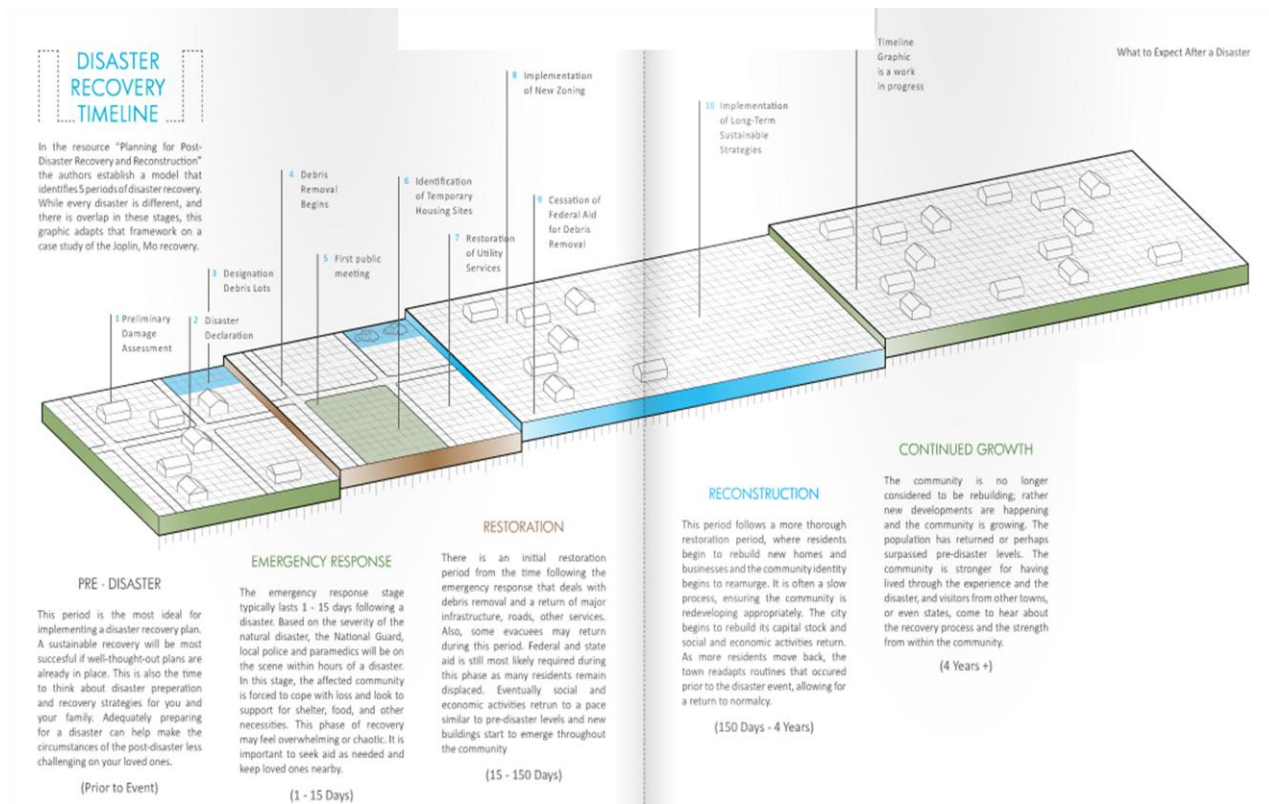 DISASTER
RECOVERY
TIMELINE
In the resource "Planning for Post-
Disaster Recovery and Reconstruction"
the authors establish a model that
identifies 5 periods of disaster recovery.
While every disaster is different, and
there is overlap in these stages, this
graphic adapts that framework on a
case study of the Joplin, Mo recovery.
What to Expect After a Disaster
1 Preliminary
Damage
Assessment
2 Disaster
Declaration
3 Designation
Debris Lots
4 Debris
Removal
Begins
5 First public
meeting
6 Identification
of Temporary
Housing Sites
7 Restoration
of Utility
Services
8 Implementation
of New Zoning
9 Cessation of
Federal Aid
for Debris
Removal
10 Implementation
of Long-Term
Sustainable
Strategies
Timeline
Graphic
is a work
in progress
PRE - DISASTER
This period is the most ideal for
implementing a disaster recovery plan.
A sustainable recovery will be most
succesful if well-thought-out plans are
already in place. This is also the time
to think about disaster preperation
and recovery strategies for you and
your family. Adequately preparing
for a disaster can help make the
circumstances of the post-disaster less
challenging on your loved ones.
(Prior to Event)
EMERGENCY RESPONSE
The emergency response stage
typically lasts 1 - 15 days following a
disaster. Based on the severity of the
natural disaster, the National Guard,
local police and paramedics will be on
the scene within hours of a disaster.
In this stage, the affected community
is forced to cope with loss and look to
support for shelter, food, and other
necessities. This phase of recovery
may feel overwhelming or chaotic. It is
important to seek aid as needed and
keep loved ones nearby.
(1 - 15 Days)
RESTORATION
There is an initial restoration
period from the time following the
emergency response that deals with
debris removal and a return of major
infrastructure, roads, other services.
Also, some evacuees may return
during this period. Federal and state
aid is still most likely required during
this phase as many residents remain
displaced. Eventually social and
economic activities retrun to a pace
similar to pre-disaster levels and new
buildings start to emerge throughout
the community
(15 - 150 Days)
RECONSTRUCTION
This period follows a more thorough
restoration period, where residents
begin to rebuild new homes and
businesses and the community identity
begins to reamurge. It is often a slow
process, ensuring the community is
redeveloping appropriately. The city
begins to rebuild its capital stock and
social and economic activities return.
As more residents move back, the
town readapts routines that occured
prior to the disaster event, allowing for
a return to normalcy.
(150 Days - 4 Years)
CONTINUED GROWTH
The community is no longer
considered to be rebuilding; rather
new developments are happening
and the community is growing. The
population has returned or perhaps
surpassed pre-disaster levels. The
community is stronger for having
lived through the experience and the
disaster, and visitors from other towns,
or even states, come to hear about
the recovery process and the strength
from within the community.
(4 Years +)